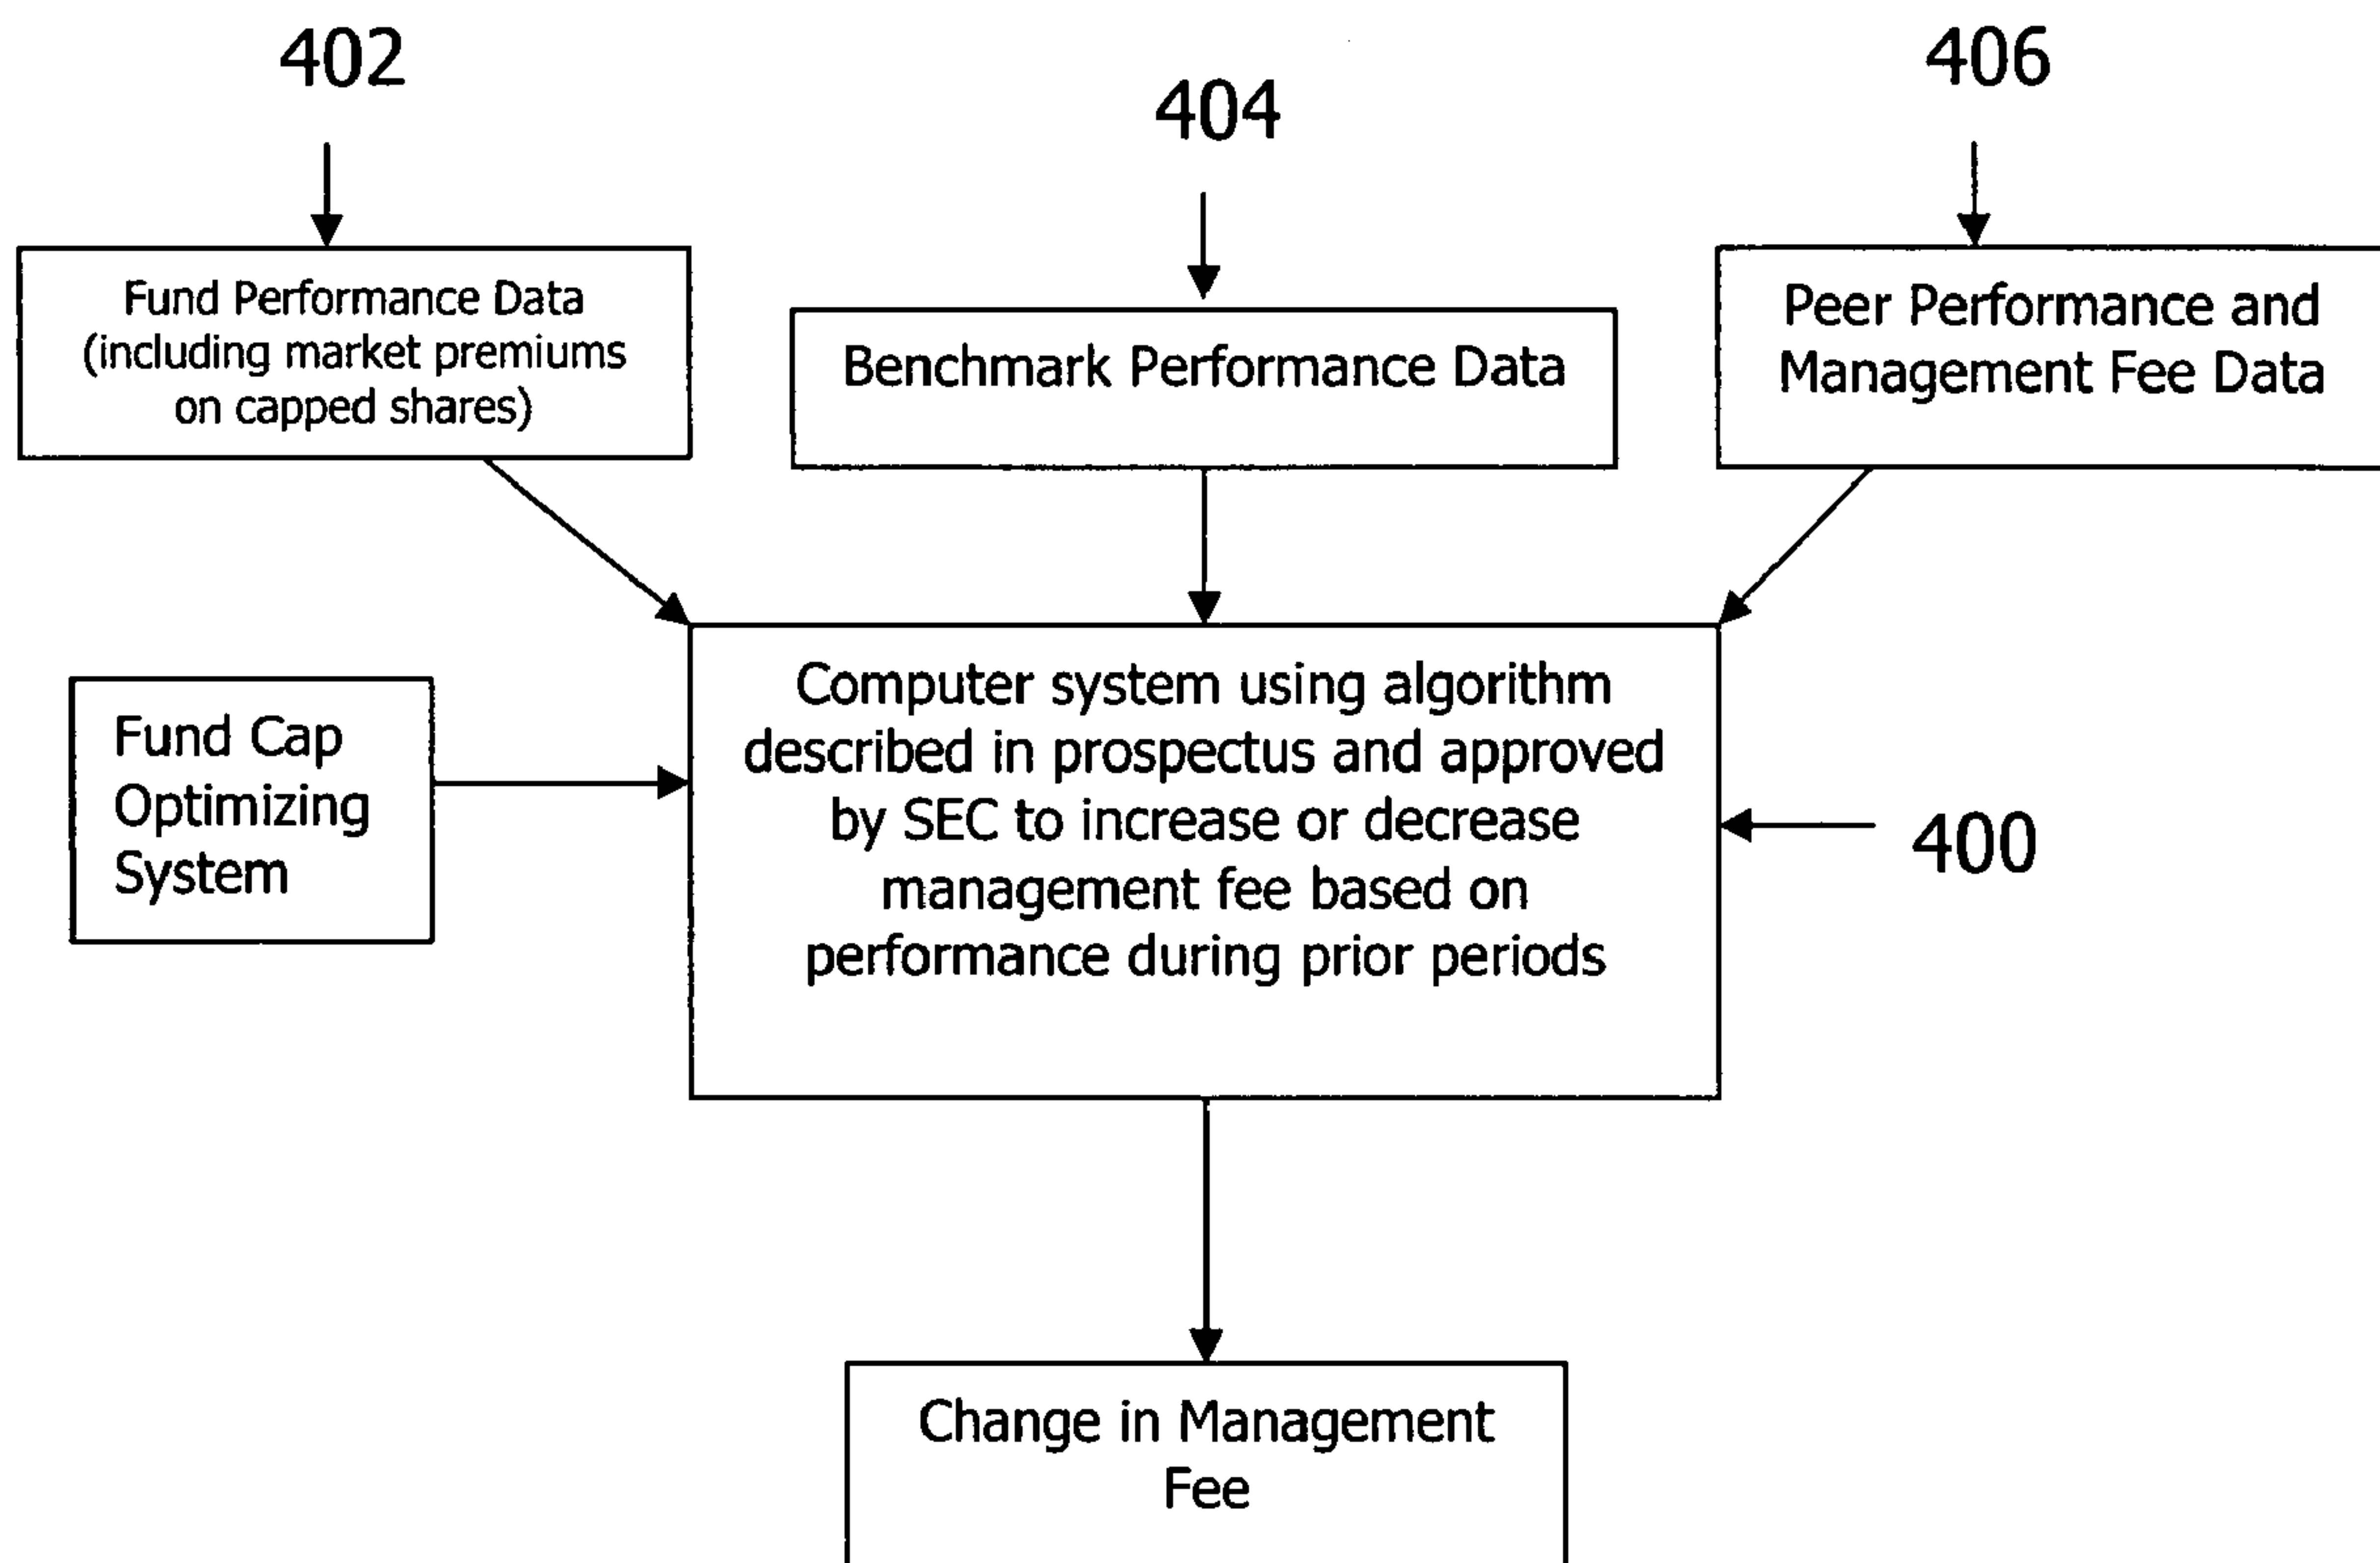 402
404
406
Fund Performance Data
(including market premiums
on capped shares)
Benchmark Performance Data
Peer Performance and
Management Fee Data
Fund Cap
Optimizing
System
Computer system using algorithm
described in prospectus and approved
by SEC to increase or decrease
management fee based on
performance during prior periods
400
Change in Management
Fee